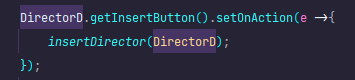 DirectorD.getInsertButton().setOnAction(e ->{
insertDirector(DirectorD);
});